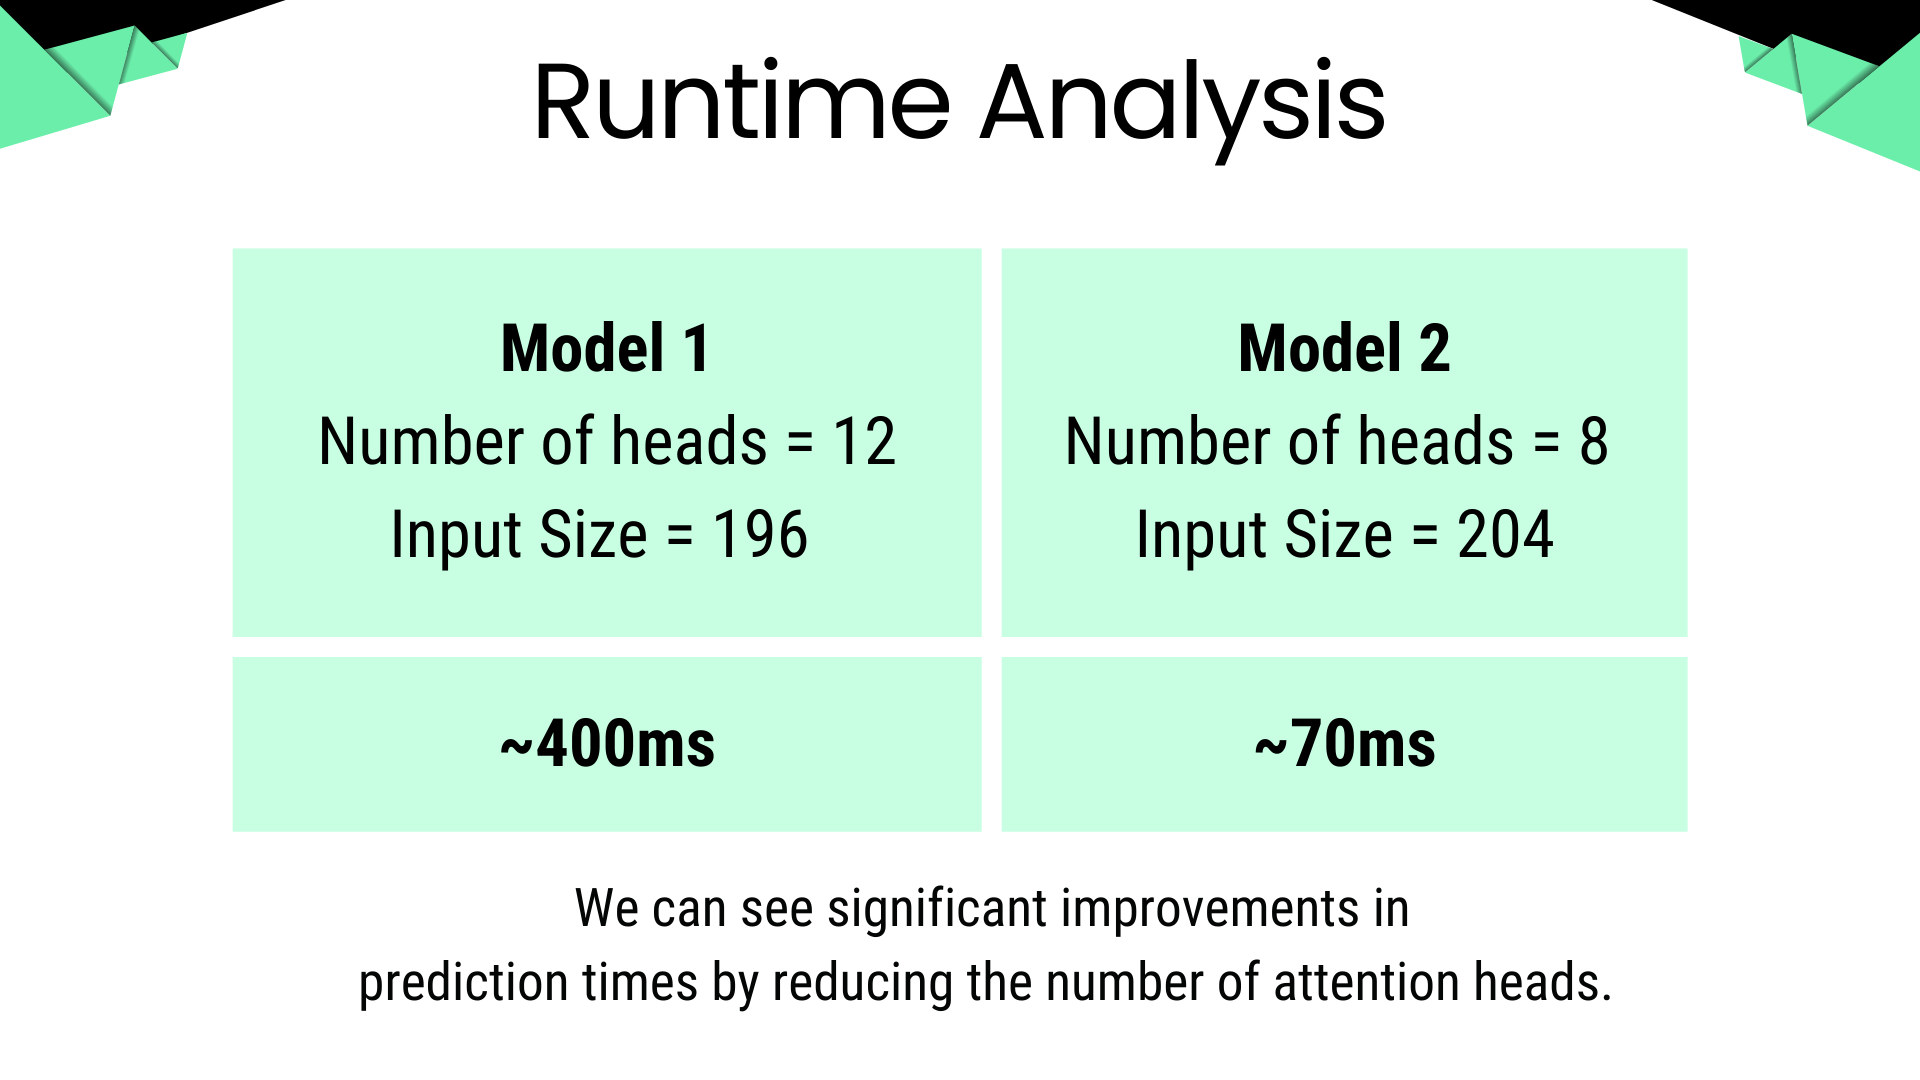 Runtime Analysis
Model 1
Number of heads = 12
Input Size = 196
Model 2
Number of heads = 8
Input Size = 204
~400ms
~70ms
We can see significant improvements in
prediction times by reducing the number of attention heads.